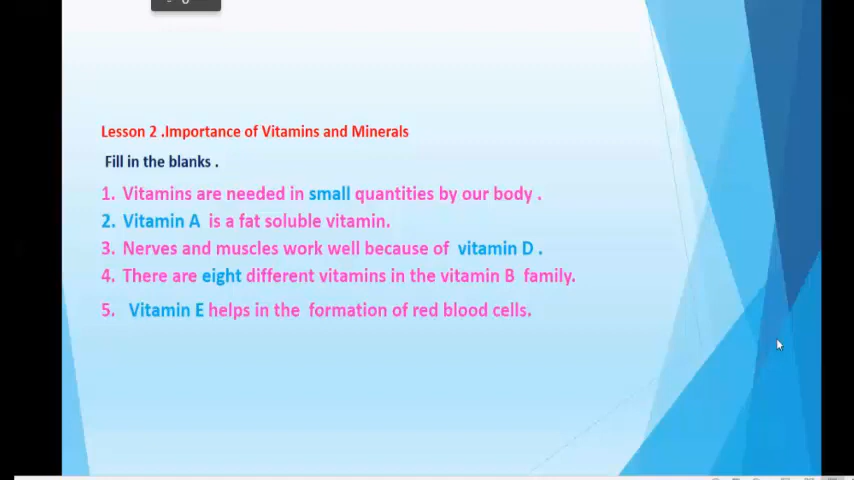 Lesson 2 .Importance of Vitamins and Minerals
Fill in the blanks .
1. Vitamins are needed in small quantities by our body .
2. Vitamin A is a fat soluble vitamin.
3. Nerves and muscles work well because of vitamin D .
4. There are eight different vitamins in the vitamin B family.
5. Vitamin E helps in the formation of red blood cells.